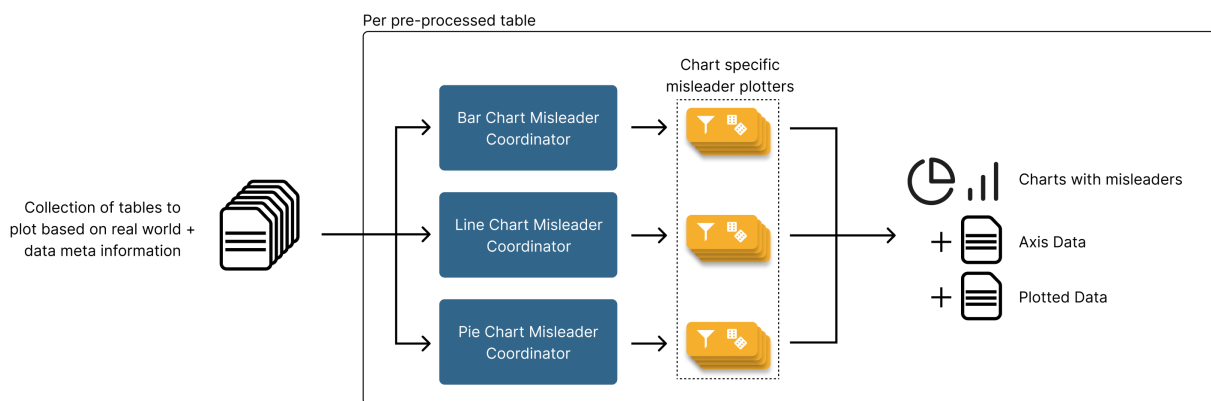 Per pre-processed table
Chart specific
misleader plotters
Bar Chart Misleader
Coordinator
Collection of tables to
plot based on real world +
data meta information
Line Chart Misleader
Coordinator
Pie Chart Misleader
Coordinator
Charts with misleaders
+ Axis Data
+ Plotted Data